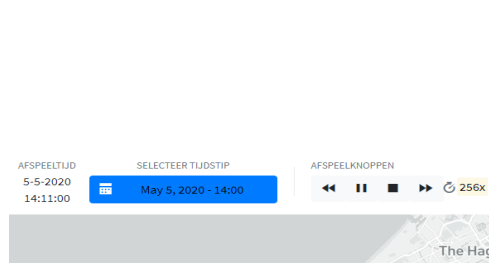 AFSPEELTIJD SELECTEER TIJDSTIP AFSPEELKNOPPEN
5-5-2020
14:11:00
May 5, 2020 - 14:00
256x
The Hag